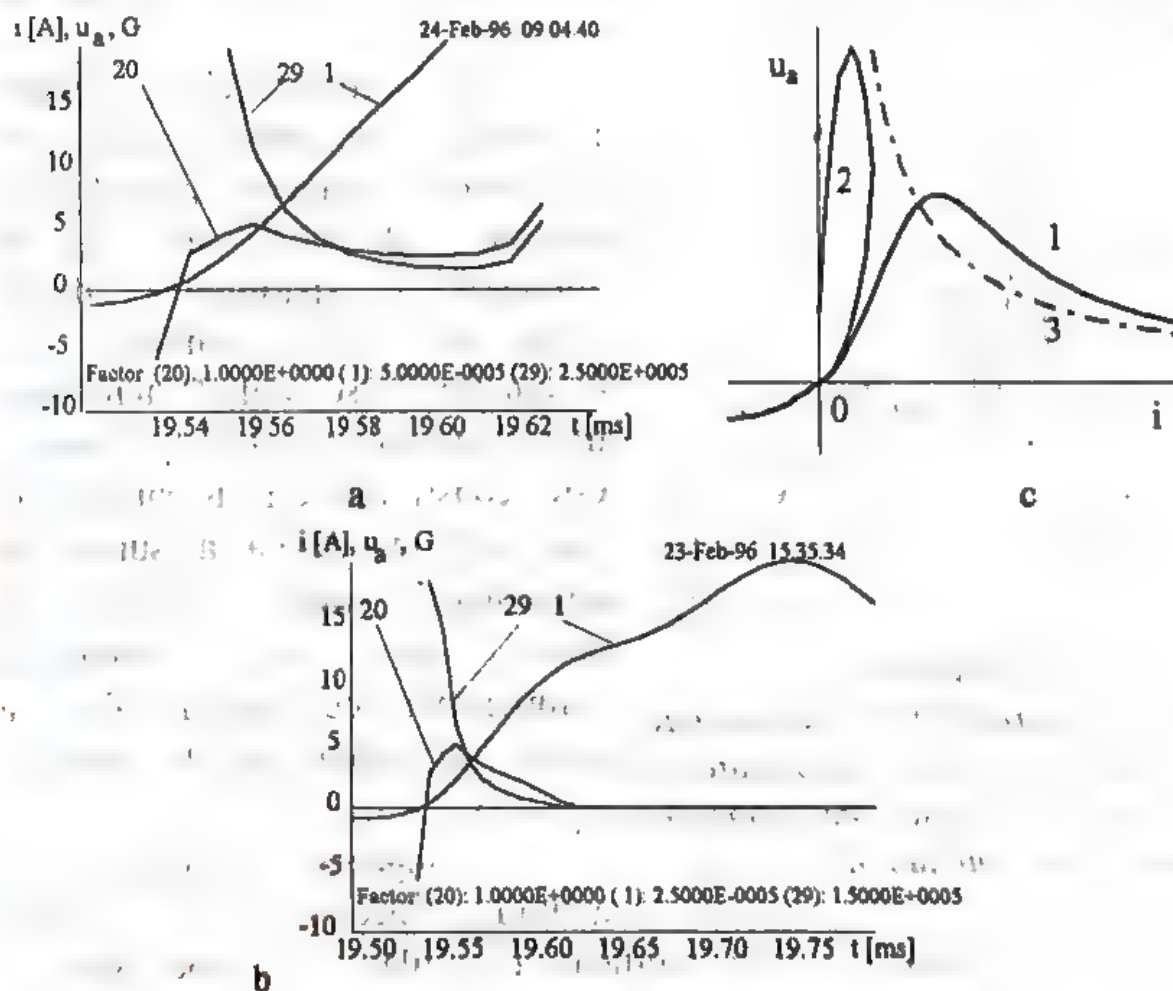 i [A], u a, G
24-Feb-96 09 04.40
20
29 1
15
10
5
0
-5
Factor (20). 1.0000E+0000 ( 1): 5.0000E-0005 (29): 2.5000E+0005
-10
19.54 19 56 19 58 19 60 19 62 t [ms]
a
u a
2
1
3
0
i
c
i [A], u a, G
23-Feb-96 15.35.34
15
20
29 1
10
5
0
-5
Factor (20): 1.0000E+0000 ( 1): 2.5000E-0005 (29): 1.5000E+0005
-10
19.50 19.55 19.60 19.65 19.70 19.75 t [ms]
b